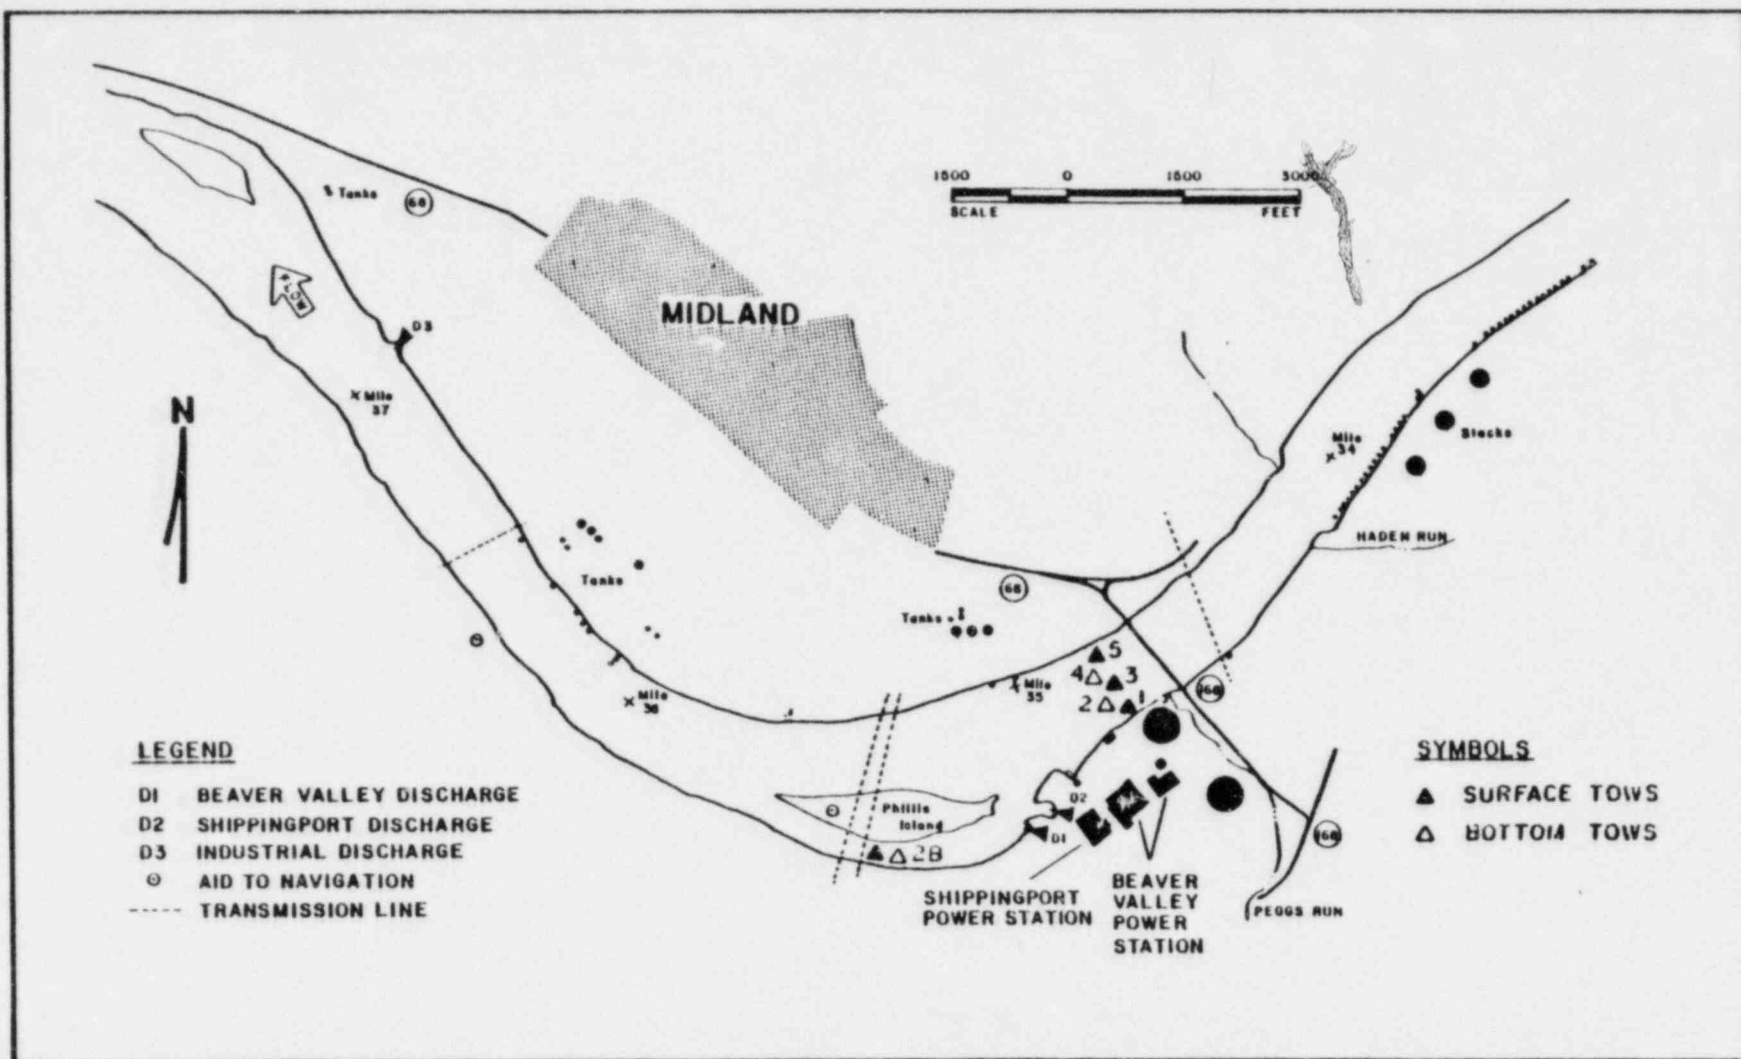 1500 0 1500 3000
SCALE FEET
Tanks
68
MIDLAND
FLOW
D3
N
Mile
37
Mile
34
Stacks
HADEN RUN
Tanks
68
Tanks
5
4 3
2 1
168
Mile
35
Mile
36
LEGEND
D1 BEAVER VALLEY DISCHARGE
D2 SHIPPINGPORT DISCHARGE
D3 INDUSTRIAL DISCHARGE
AID TO NAVIGATION
TRANSMISSION LINE
Phillis
Island
2B
D2
D1
SYMBOLS
SURFACE TOWS
BOTTOM TOWS
168
SHIPPINGPORT
POWER STATION
BEAVER
VALLEY
POWER
STATION
PEGGS RUN